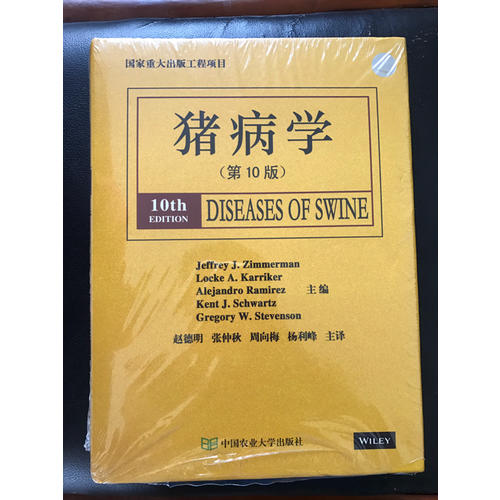 国家重大出版工程项目
猪病学
(第10版)
10th
EDITION
DISEASES OF SWINE
Jeffrey J. Zimmerman
Locke A. Karriker
Alejandro Ramirez 主编
Kent J. Schwartz
Gregory W. Stevenson
赵德明 张仲秋 周向梅 杨利峰 主译
中国农业大学出版社
WILEY